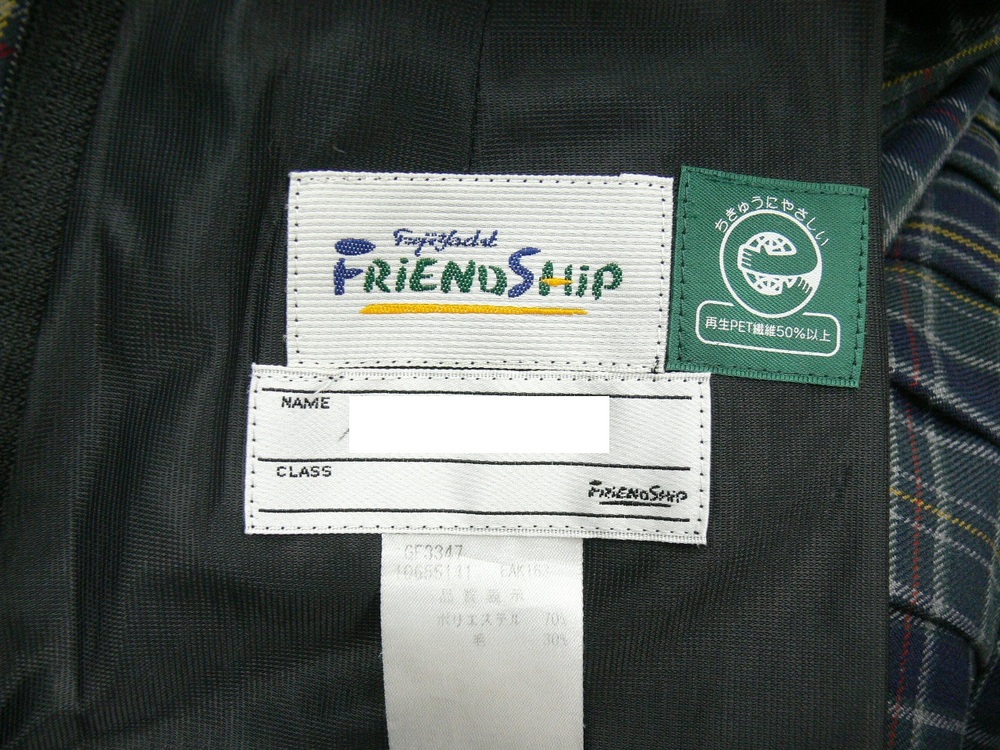 FujiYacht
FRiENDSHiP
ちきゅうにやさしい
再生PET繊維50%以上
NAME
CLASS
FRiENDSHiP
GF3347
品質表示
ポリエステル 70%
毛 30%